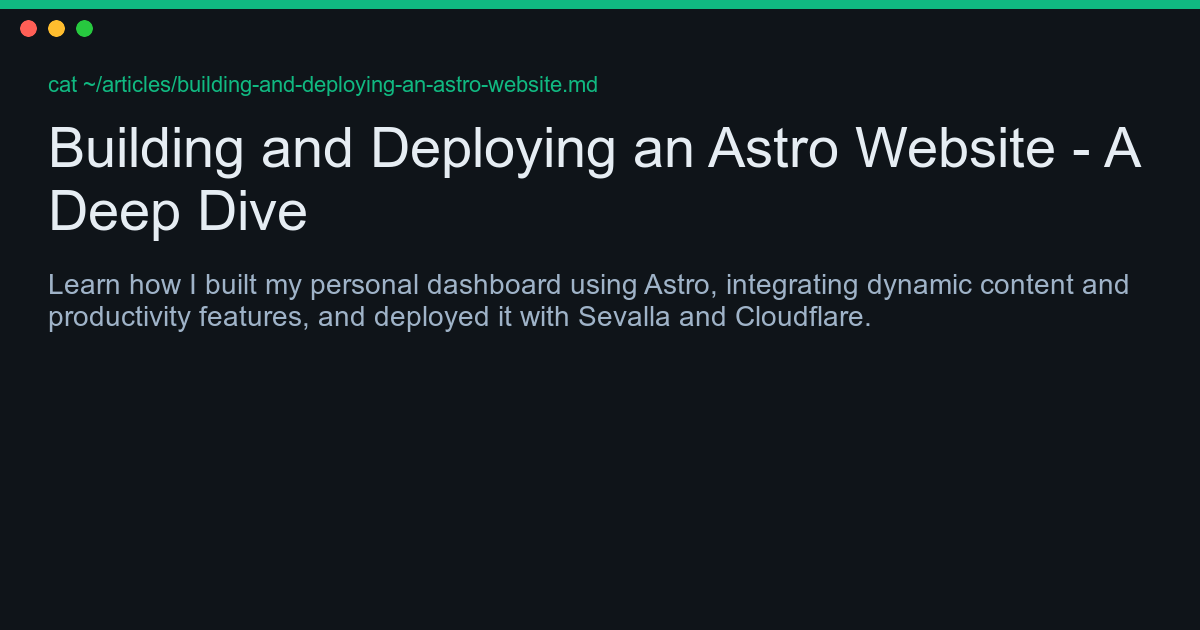 cat ~/articles/building-and-deploying-an-astro-website.md
Building and Deploying an Astro Website - A
Deep Dive
Learn how I built my personal dashboard using Astro, integrating dynamic content and
productivity features, and deployed it with Sevalla and Cloudflare.